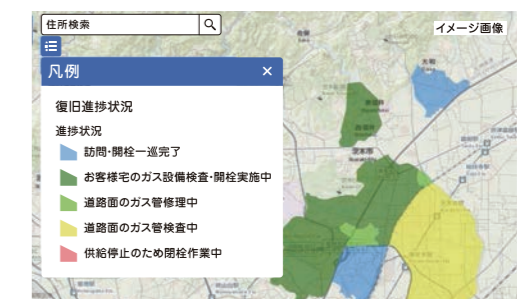 住所検索
イメージ画像
凡例
×
復旧進捗状況
進捗状況
訪問・開栓一巡完了
お客様宅のガス設備検査・開栓実施中
道路面のガス管修理中
道路面のガス管検査中
供給停止のため閉栓作業中
茨木市